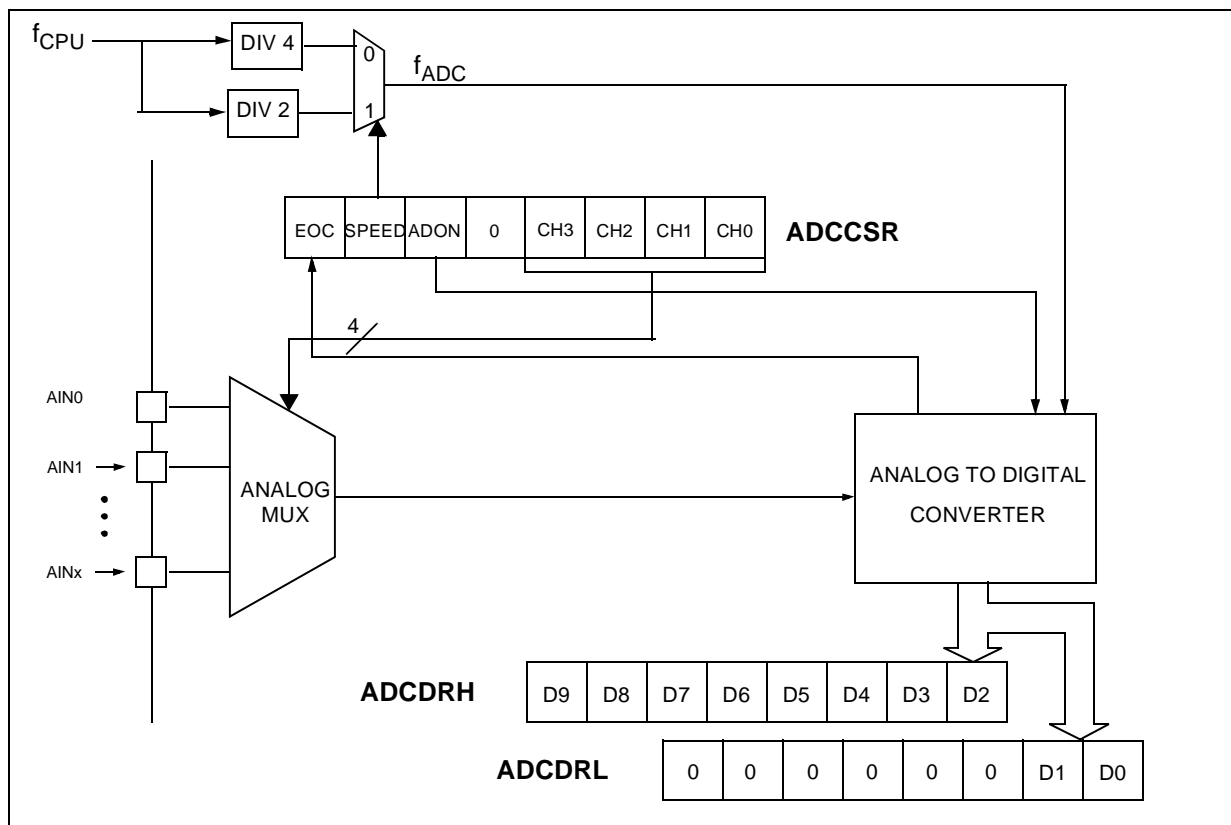 fCPU
DIV 4
0
fADC
DIV 2
1
EOC SPEED ADON 0 CH3 CH2 CH1 CH0
ADCCSR
4
AIN0
AIN1
AINx
ANALOG
MUX
ANALOG TO DIGITAL
CONVERTER
ADCDRH
D9 D8 D7 D6 D5 D4 D3 D2
ADCDRL
0 0 0 0 0 0 D1 D0